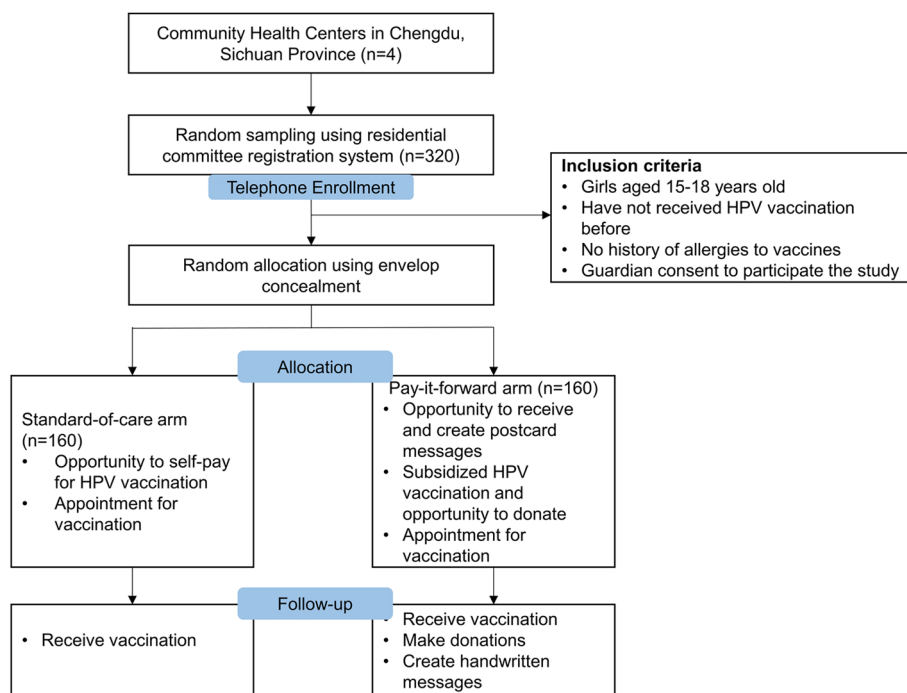 Community Health Centers in Chengdu,
Sichuan Province (n=4)
Random sampling using residential
committee registration system (n=320)
Telephone Enrollment
Inclusion criteria
• Girls aged 15-18 years old
• Have not received HPV vaccination
before
• No history of allergies to vaccines
• Guardian consent to participate the study
Random allocation using envelop
concealment
Allocation
Standard-of-care arm
(n=160)
• Opportunity to self-pay
for HPV vaccination
• Appointment for
vaccination
Pay-it-forward arm (n=160)
• Opportunity to receive
and create postcard
messages
• Subsidized HPV
vaccination and
opportunity to donate
• Appointment for
vaccination
Follow-up
• Receive vaccination
• Receive vaccination
• Make donations
• Create handwritten
messages